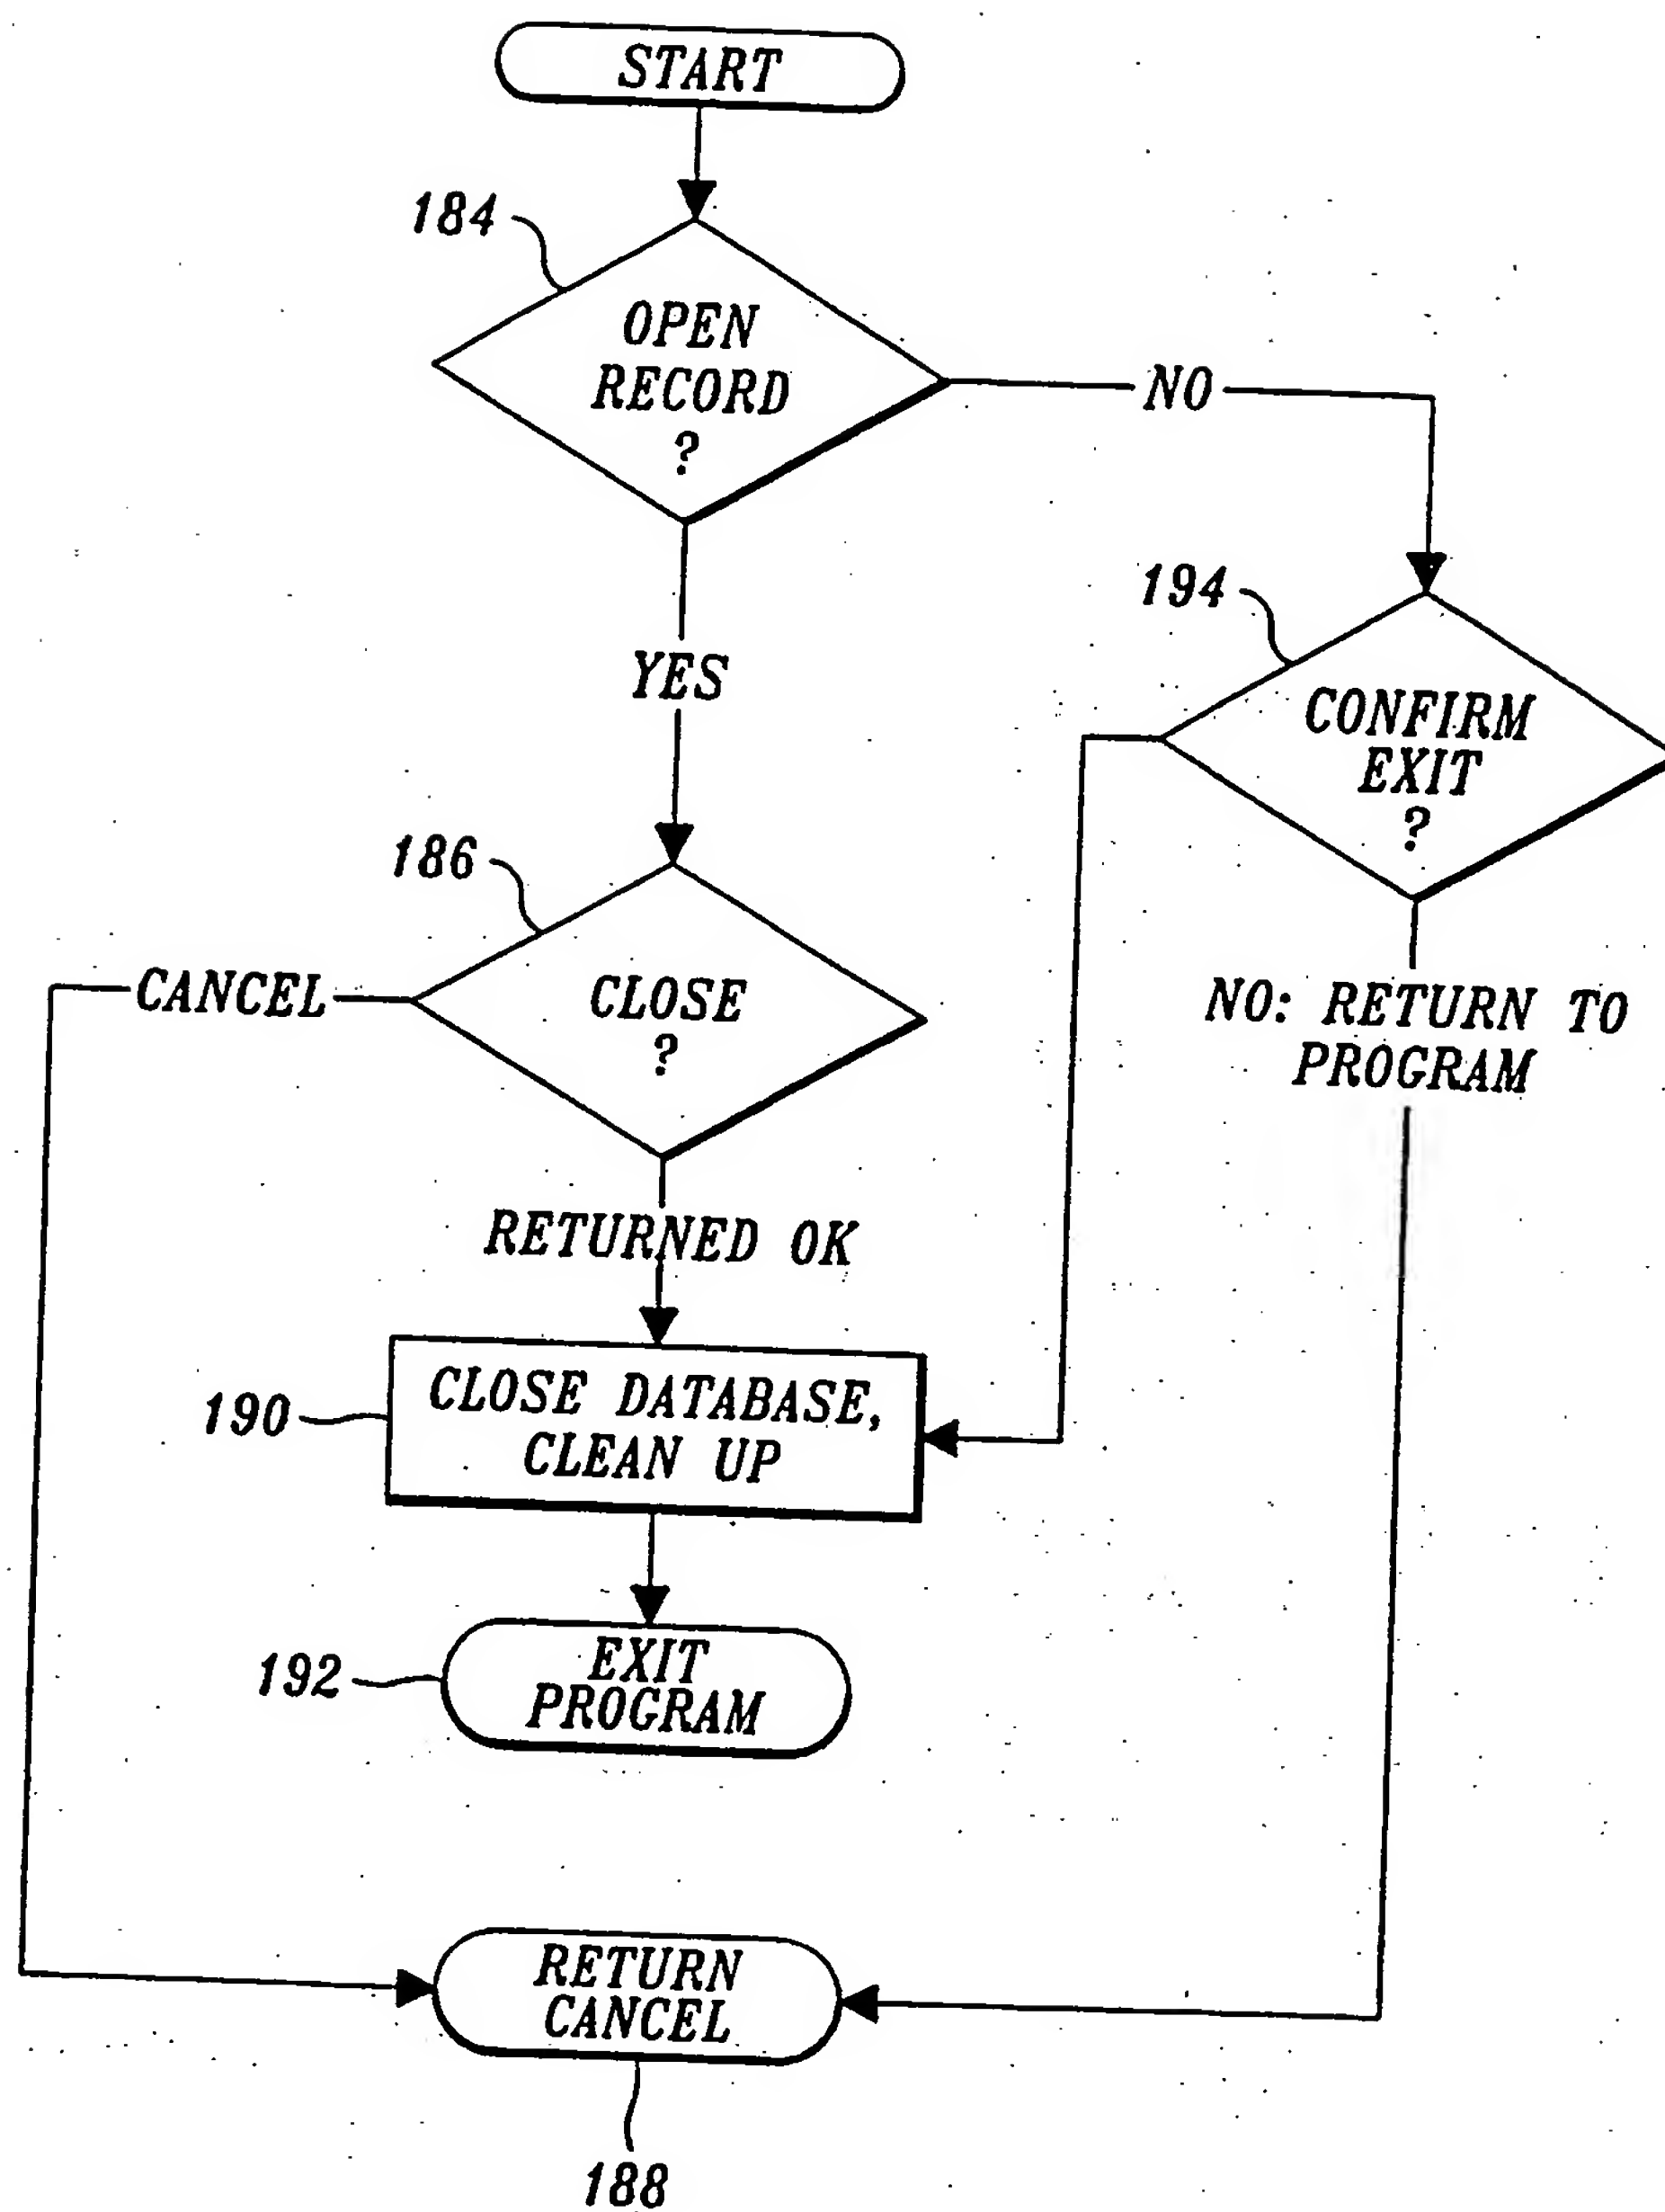 START
184
OPEN
RECORD
?
NO
YES
194
CONFIRM
EXIT
?
186
CLOSE
?
CANCEL
NO: RETURN TO
PROGRAM
RETURNED OK
190
CLOSE DATABASE,
CLEAN UP
192
EXIT
PROGRAM
RETURN
CANCEL
188